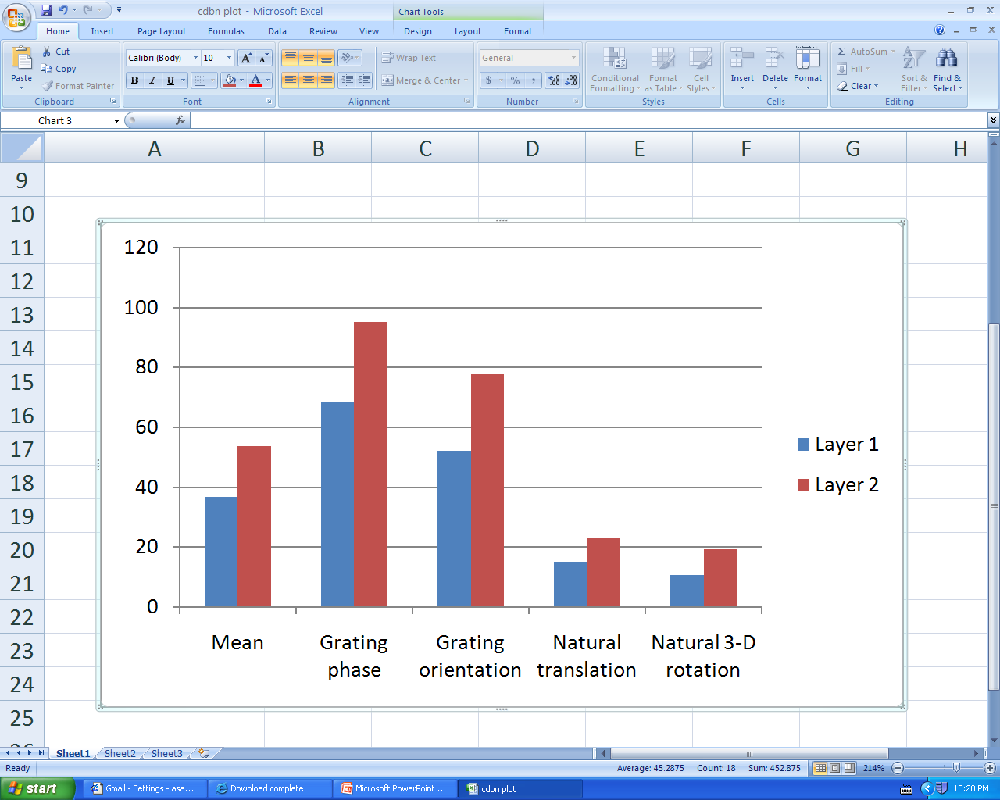 cdbn plot - Microsoft Excel
Chart Tools
Home Insert Page Layout Formulas Data Review View Design Layout Format
Paste
Cut
Copy
Format Painter
Clipboard
Calibri (Body) 10
B I U
Font
Wrap Text
Merge & Center
Alignment
General
$ % ,
Number
Conditional Formatting
Format as Table
Cell Styles
Styles
Insert Delete Format
Cells
AutoSum
Fill
Clear
Sort & Filter
Find & Select
Editing
Chart 3
fx
A B C D E F G H
9
10
11
12
13
14
15
16
17
18
19
20
21
22
23
24
25
26
120
100
80
60
40
20
0
Mean
Grating phase
Grating orientation
Natural translation
Natural 3-D rotation
Layer 1
Layer 2
Sheet1 Sheet2 Sheet3
Ready
Average: 45.2875 Count: 18 Sum: 452.875
214%
start
Gmail - Settings - asa...
Download complete
Microsoft PowerPoint ...
cdbn plot
10:28 PM